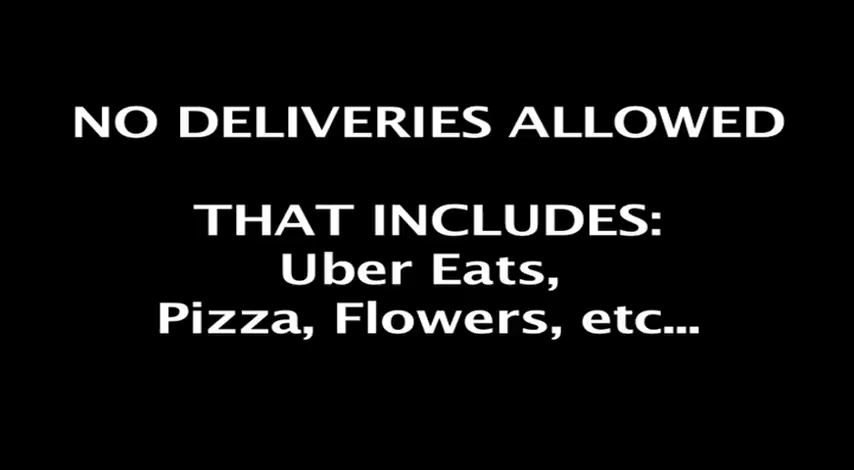 NO DELIVERIES ALLOWED
THAT INCLUDES:
Uber Eats,
Pizza, Flowers, etc...